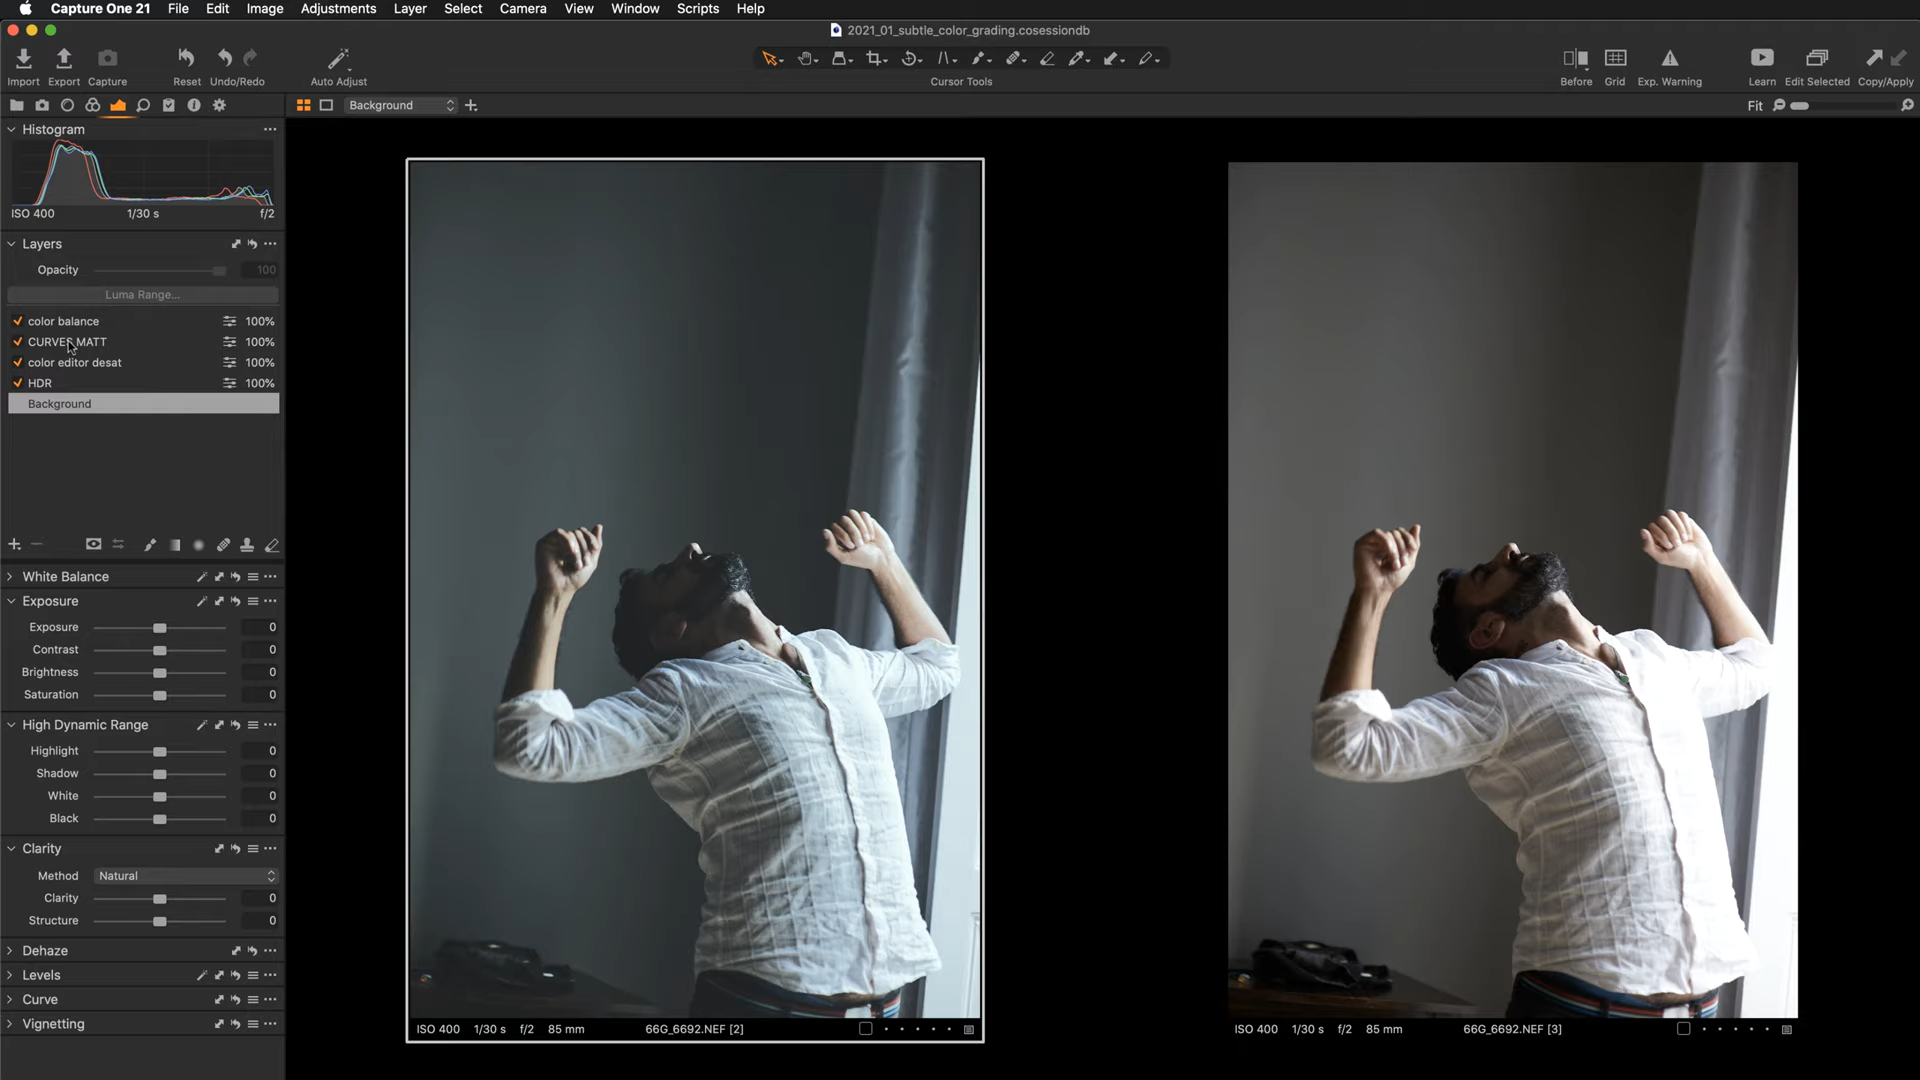 Capture One 21 File Edit Image Adjustments Layer Select Camera View Window Scripts Help
2021_01_subtle_color_grading.cosessiondb
Import Export Capture Reset Undo/Redo Auto Adjust Cursor Tools Before Grid Exp. Warning Learn Edit Selected Copy/Apply
Background Fit
Histogram
ISO 400 1/30 s f/2
Layers
Opacity 100
Luma Range...
color balance 100%
CURVES MATT 100%
color editor desat 100%
HDR 100%
Background
White Balance
Exposure
Exposure 0
Contrast 0
Brightness 0
Saturation 0
High Dynamic Range
Highlight 0
Shadow 0
White 0
Black 0
Clarity
Method Natural
Clarity 0
Structure 0
Dehaze
Levels
Curve
Vignetting
ISO 400 1/30 s f/2 85 mm 66G_6692.NEF [2]
ISO 400 1/30 s f/2 85 mm 66G_6692.NEF [3]